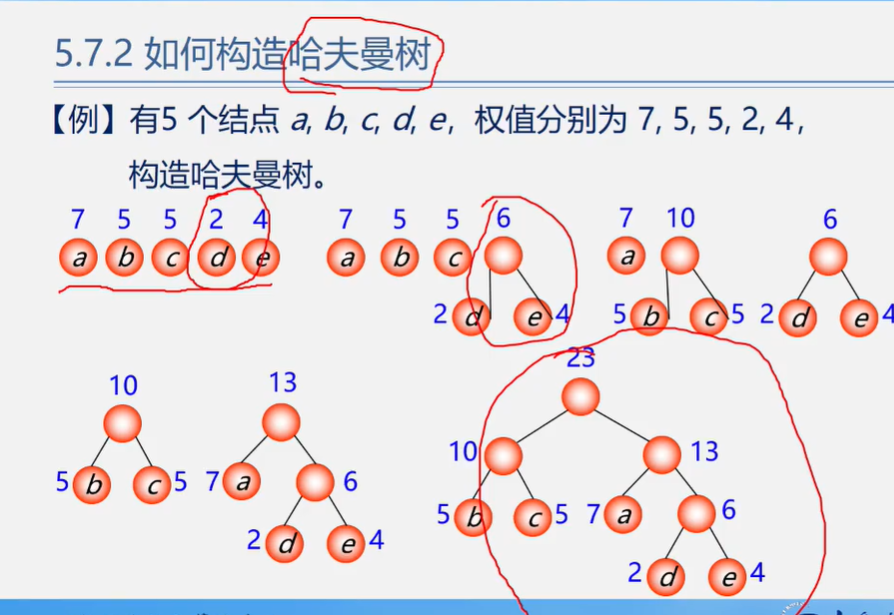 5.7.2 如何构造哈夫曼树
【例】有5 个结点 a, b, c, d, e, 权值分别为 7, 5, 5, 2, 4,
构造哈夫曼树。
7 5 5 2 4 7 5 5 6 7 10 6
a b c d e a b c a
2 d e 4 5 b c 5 2 d e 4
10 13 23
10 13
5 b c 5 7 a 6 5 b c 5 7 a 6
2 d e 4 2 d e 4